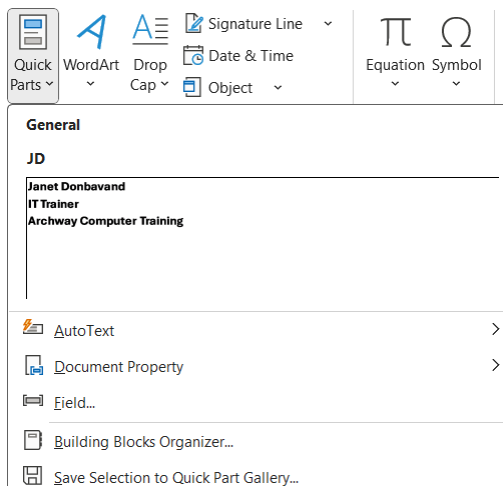 Quick Parts
WordArt
Drop Cap
Signature Line
Date & Time
Object
Equation
Symbol
General
JD
Janet Donbavand
IT Trainer
Archway Computer Training
AutoText
Document Property
Field...
Building Blocks Organizer...
Save Selection to Quick Part Gallery...